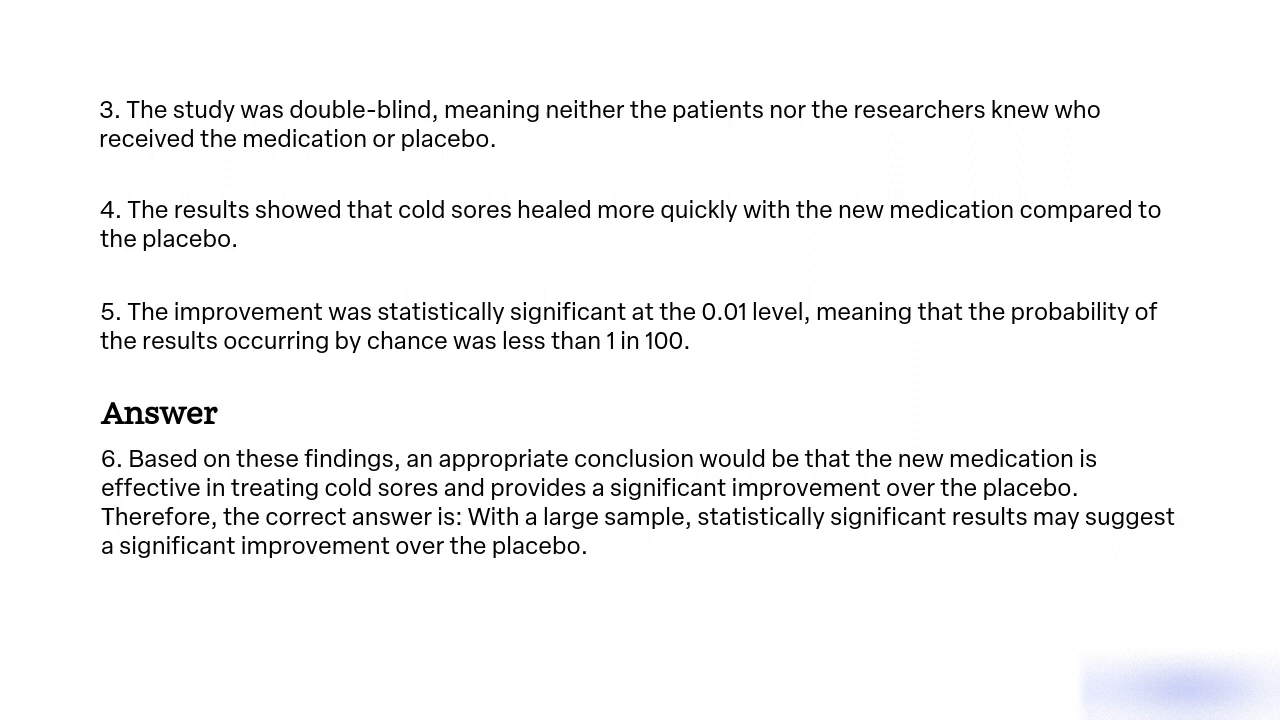 3. The study was double-blind, meaning neither the patients nor the researchers knew who
received the medication or placebo.
4. The results showed that cold sores healed more quickly with the new medication compared to
the placebo.
5. The improvement was statistically significant at the 0.01 level, meaning that the probability of
the results occurring by chance was less than 1 in 100.
Answer
6. Based on these findings, an appropriate conclusion would be that the new medication is
effective in treating cold sores and provides a significant improvement over the placebo.
Therefore, the correct answer is: With a large sample, statistically significant results may suggest
a significant improvement over the placebo.